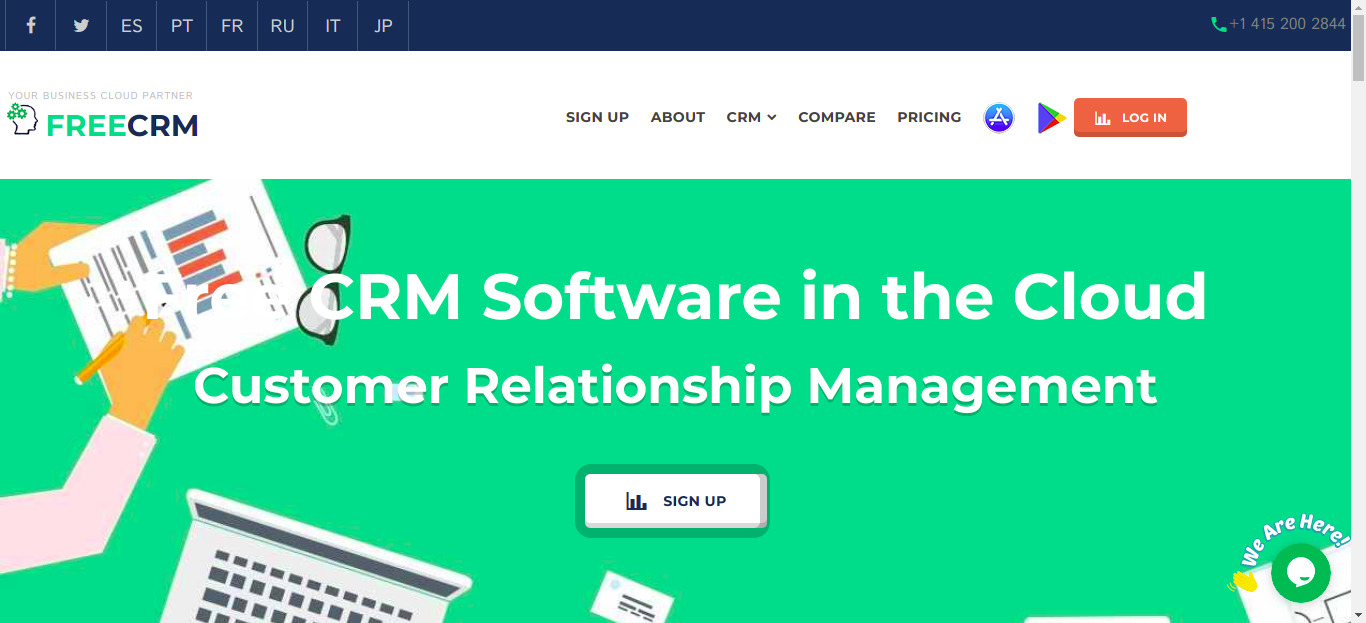 ES PT FR RU IT JP
+1 415 200 2844
YOUR BUSINESS CLOUD PARTNER
FREECRM
SIGN UP ABOUT CRM COMPARE PRICING LOG IN
Free CRM Software in the Cloud
Customer Relationship Management
SIGN UP
We Are Here!